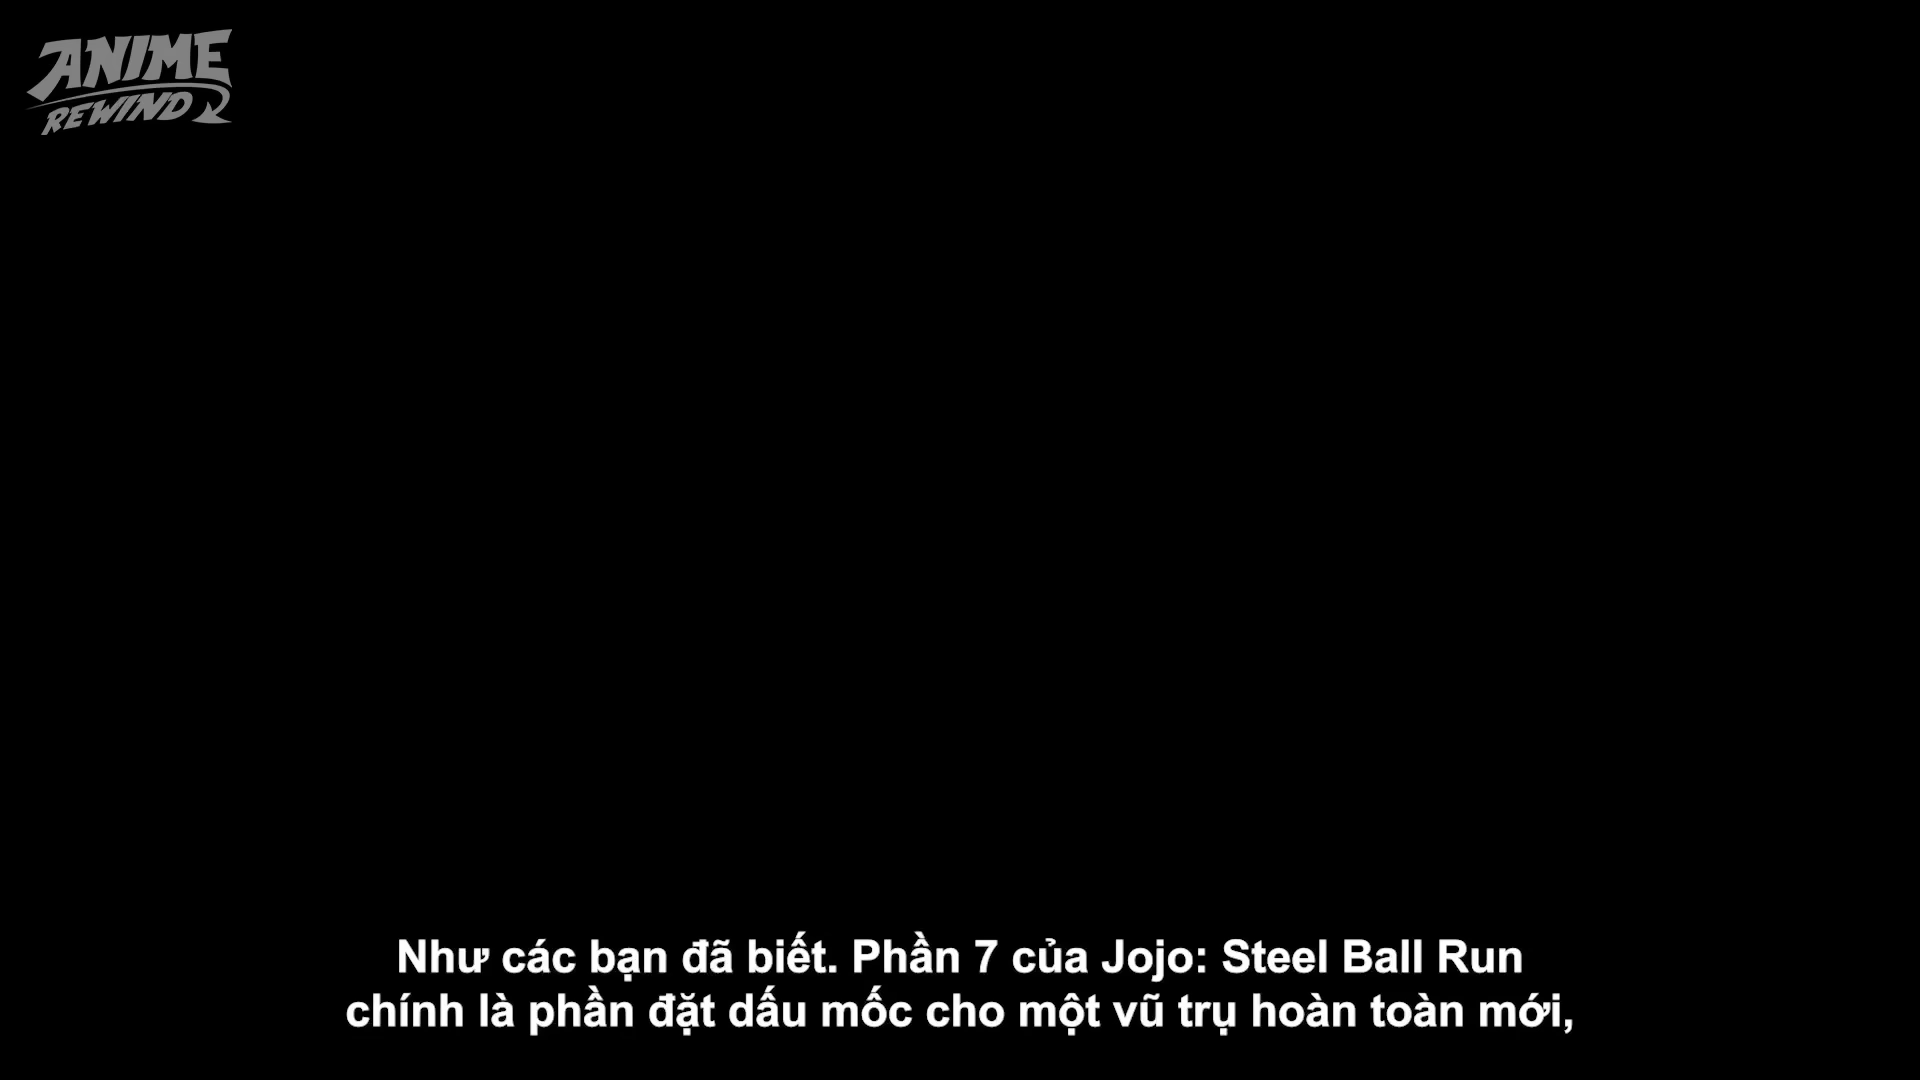 ANIME
REWIND
Như các bạn đã biết. Phần 7 của Jojo: Steel Ball Run
chính là phần đặt dấu mốc cho một vũ trụ hoàn toàn mới,